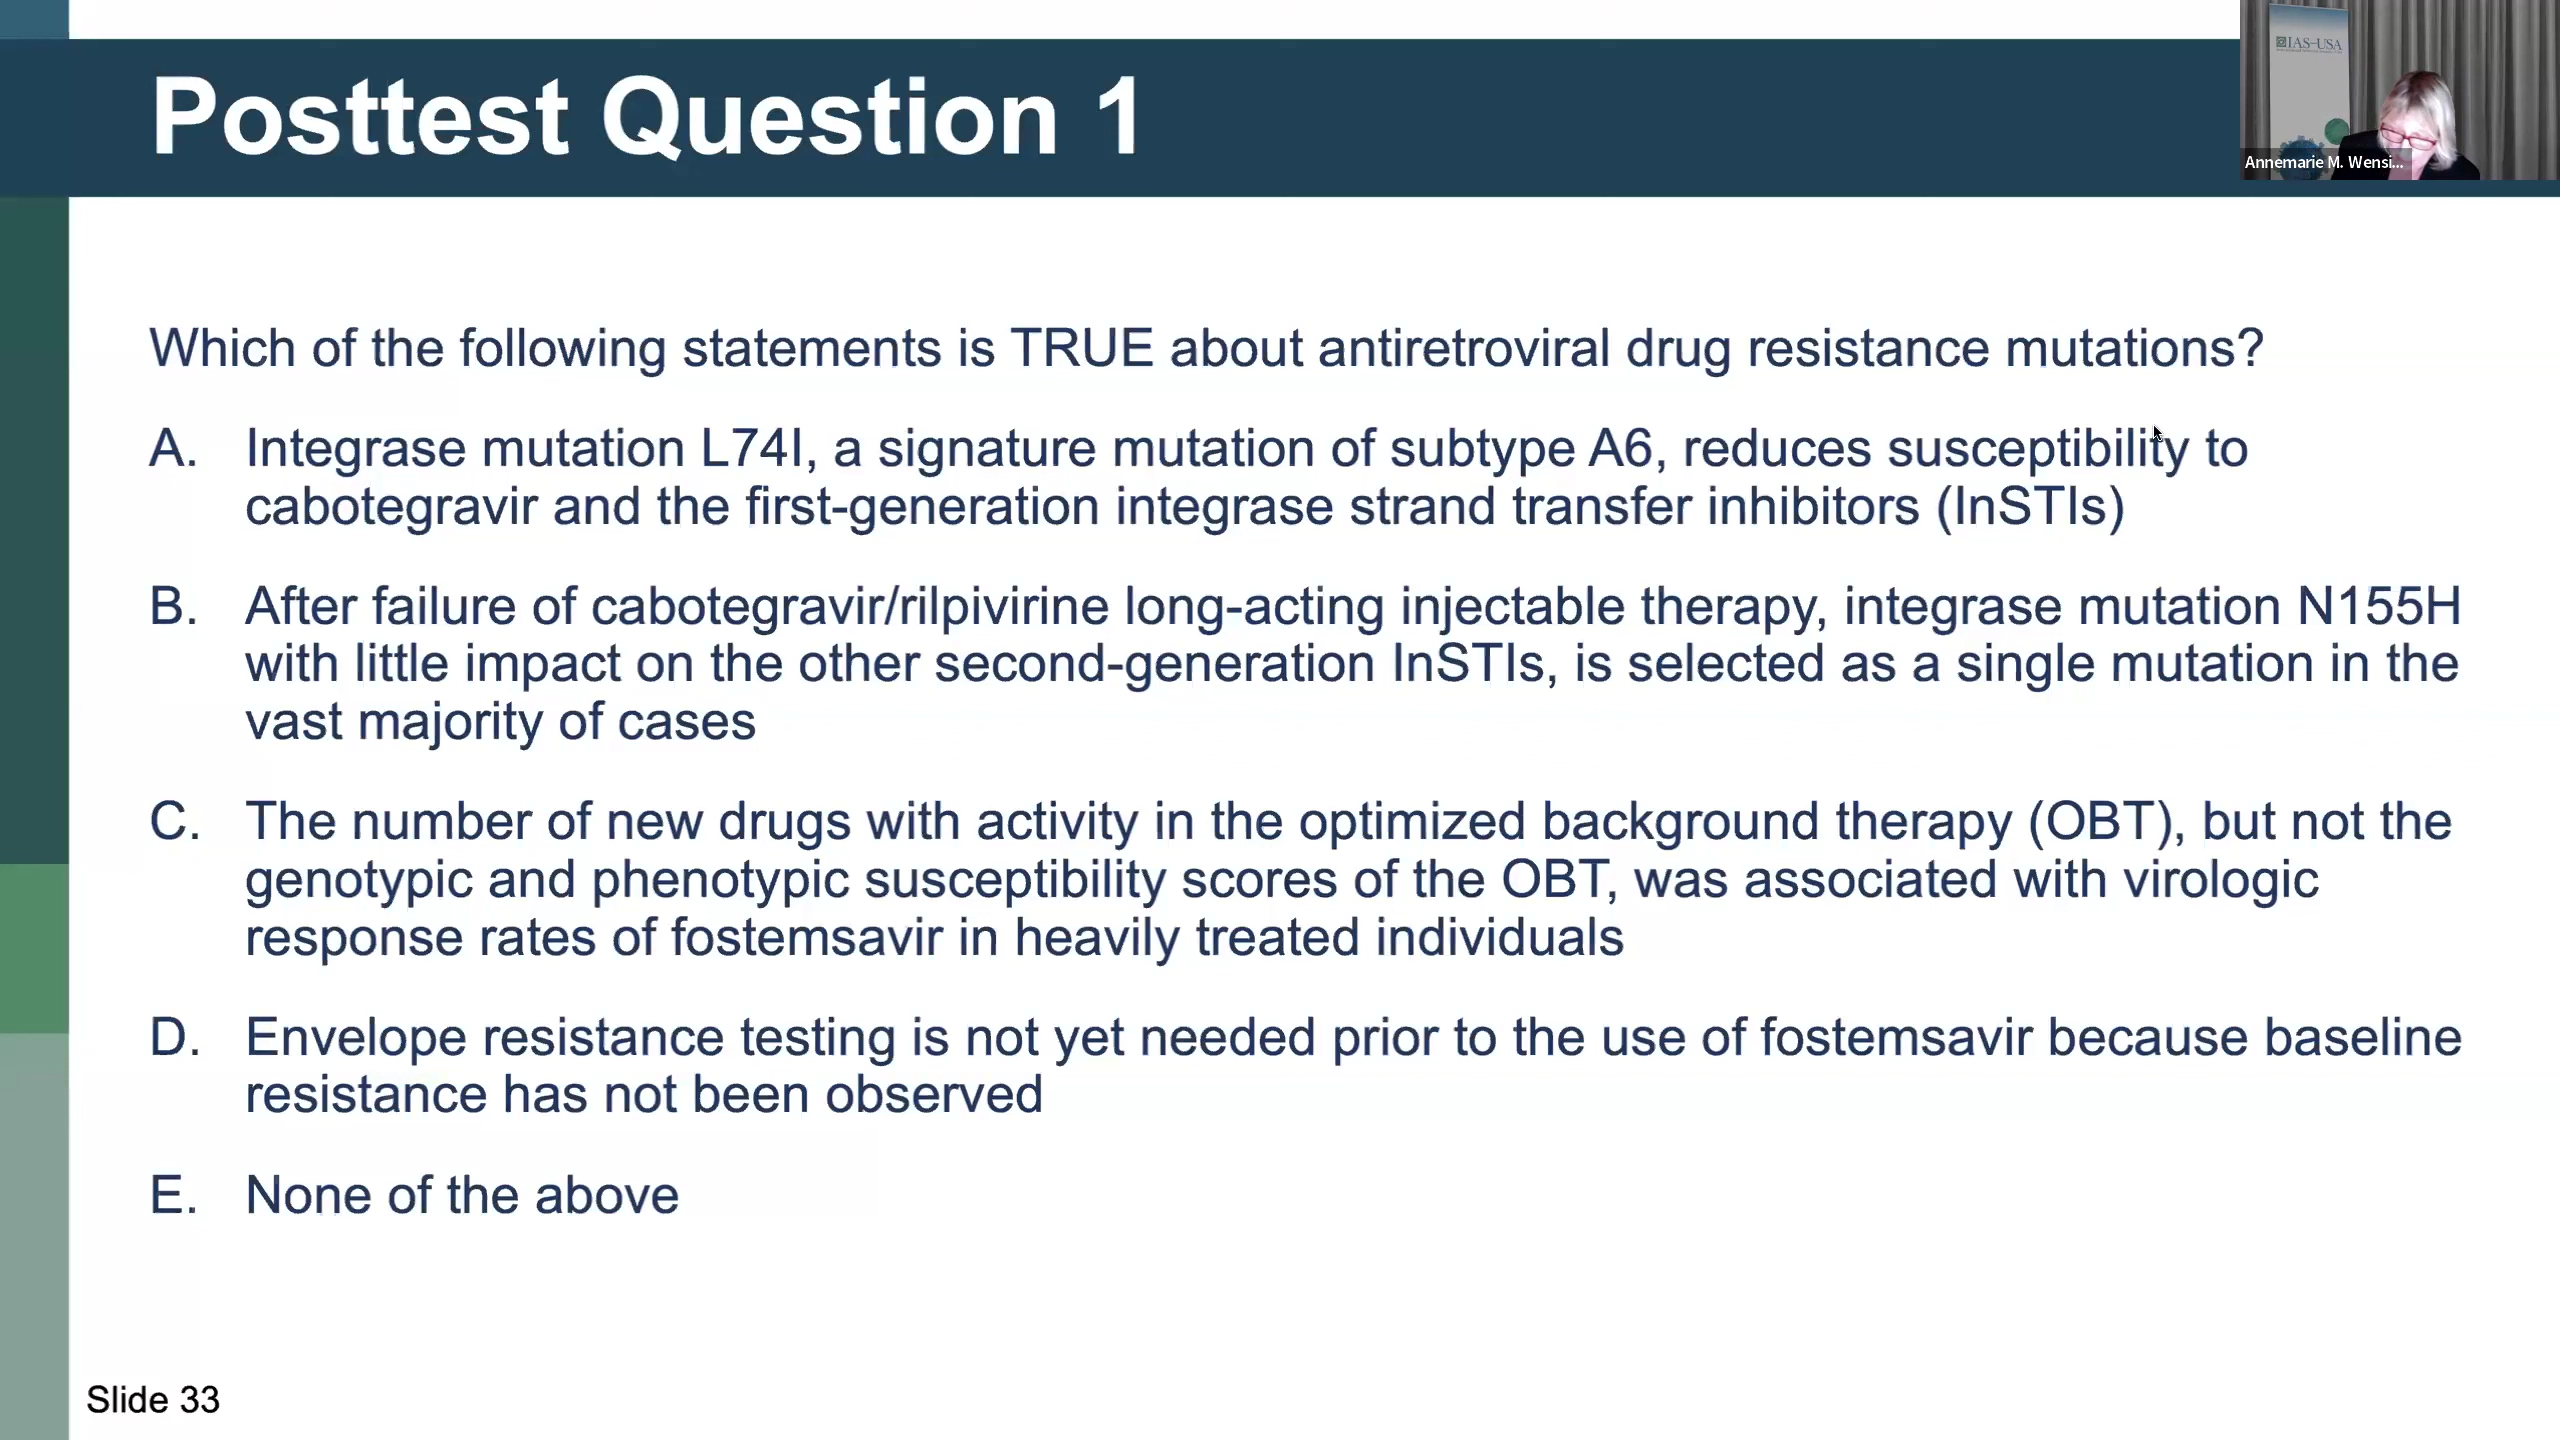 Posttest Question 1
IAS–USA
Annemarie M. Wensi...
Which of the following statements is TRUE about antiretroviral drug resistance mutations?
A. Integrase mutation L74I, a signature mutation of subtype A6, reduces susceptibility to
cabotegravir and the first-generation integrase strand transfer inhibitors (InSTIs)
B. After failure of cabotegravir/rilpivirine long-acting injectable therapy, integrase mutation N155H
with little impact on the other second-generation InSTIs, is selected as a single mutation in the
vast majority of cases
C. The number of new drugs with activity in the optimized background therapy (OBT), but not the
genotypic and phenotypic susceptibility scores of the OBT, was associated with virologic
response rates of fostemsavir in heavily treated individuals
D. Envelope resistance testing is not yet needed prior to the use of fostemsavir because baseline
resistance has not been observed
E. None of the above
Slide 33